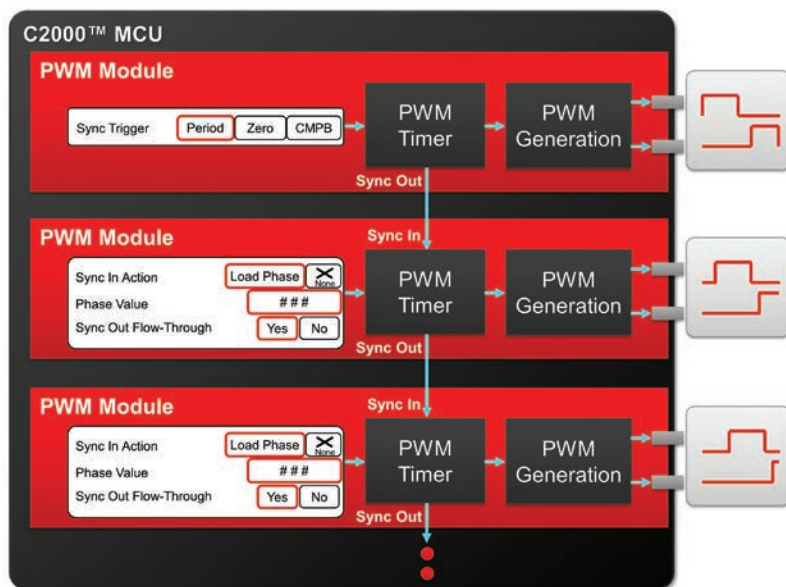 C2000™ MCU
PWM Module
Sync Trigger Period Zero CMPB
PWM Timer
PWM Generation
Sync Out
PWM Module
Sync In
Sync In Action Load Phase X None
Phase Value # # #
Sync Out Flow-Through Yes No
PWM Timer
PWM Generation
Sync Out
PWM Module
Sync In
Sync In Action Load Phase X None
Phase Value # # #
Sync Out Flow-Through Yes No
PWM Timer
PWM Generation
Sync Out